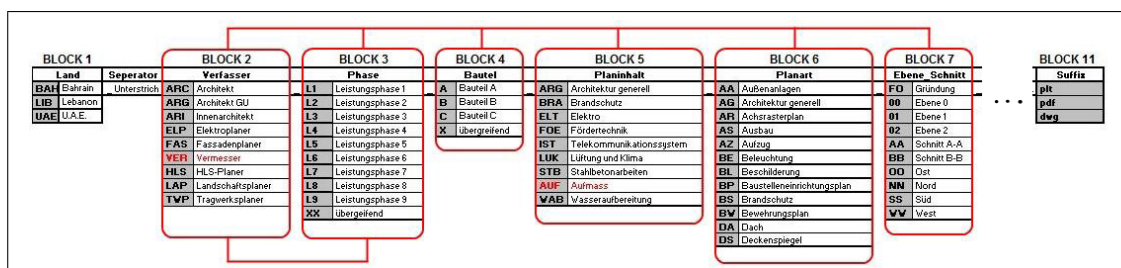 BLOCK 1
Land
BAH Bahrain
LIB Lebanon
UAE U.A.E.
Seperator
_ Unterstrich
BLOCK 2
Verfasser
ARC Architekt
ARG Architekt GU
ARI Innenarchitekt
ELP Elektroplaner
FAS Fassadenplaner
VER Vermesser
HLS HLS-Planer
LAP Landschaftsplaner
TWP Tragwerksplaner
BLOCK 3
Phase
L1 Leistungsphase 1
L2 Leistungsphase 2
L3 Leistungsphase 3
L4 Leistungsphase 4
L5 Leistungsphase 5
L6 Leistungsphase 6
L7 Leistungsphase 7
L8 Leistungsphase 8
L9 Leistungsphase 9
XX übergeifend
BLOCK 4
Bautel
A Bauteil A
B Bauteil B
C Bauteil C
X übergreifend
BLOCK 5
Planinhalt
ARG Architektur generell
BRA Brandschutz
ELT Elektro
FOE Fördertechnik
IST Telekommunikationssystem
LUK Lüftung und Klima
STB Stahlbetonarbeiten
AUF Aufmass
WAB Wasseraufbereitung
BLOCK 6
Planart
AA Außenanlagen
AG Architektur generell
AR Achsrasterplan
AS Ausbau
AZ Aufzug
BE Beleuchtung
BL Beschilderung
BP Baustelleneinrichtungsplan
BS Brandschutz
BW Bewehrungsplan
DA Dach
DS Deckenspiegel
BLOCK 7
Ebene_Schnitt
FO Gründung
00 Ebene 0
01 Ebene 1
02 Ebene 2
AA Schnitt A-A
BB Schnitt B-B
OO Ost
NN Nord
SS Süd
WW West
...
BLOCK 11
Suffix
plt
pdf
dwg